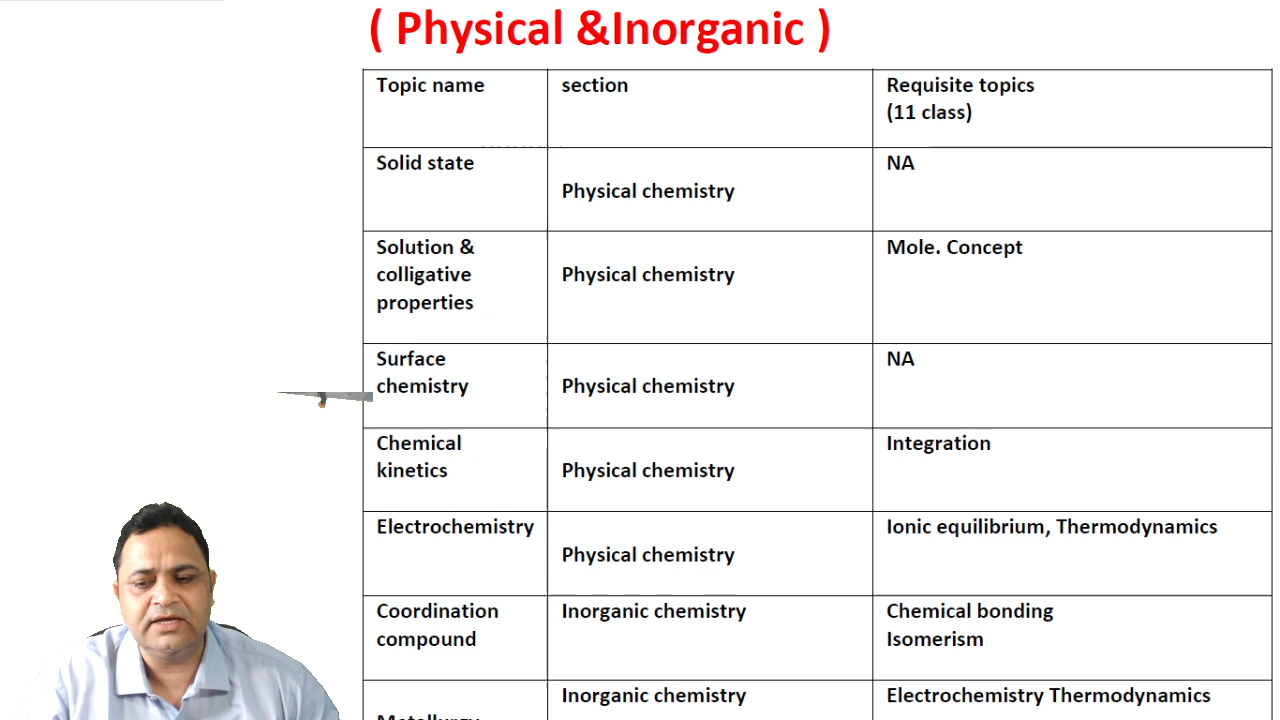 ( Physical &Inorganic )
Topic name section Requisite topics
(11 class)
Solid state NA
Physical chemistry
Solution & Mole. Concept
colligative Physical chemistry
properties
Surface NA
chemistry Physical chemistry
Chemical Integration
kinetics Physical chemistry
Electrochemistry Ionic equilibrium, Thermodynamics
Physical chemistry
Coordination Inorganic chemistry Chemical bonding
compound Isomerism
Inorganic chemistry Electrochemistry Thermodynamics
Metallurgy